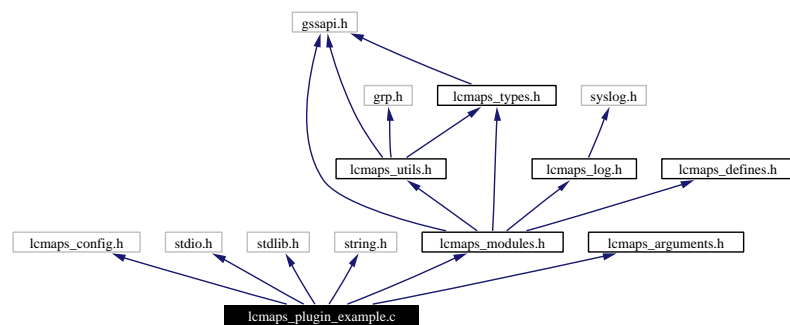 gssapi.h
grp.h
lcmaps_types.h
syslog.h
lcmaps_utils.h
lcmaps_log.h
lcmaps_defines.h
lcmaps_config.h
stdio.h
stdlib.h
string.h
lcmaps_modules.h
lcmaps_arguments.h
lcmaps_plugin_example.c